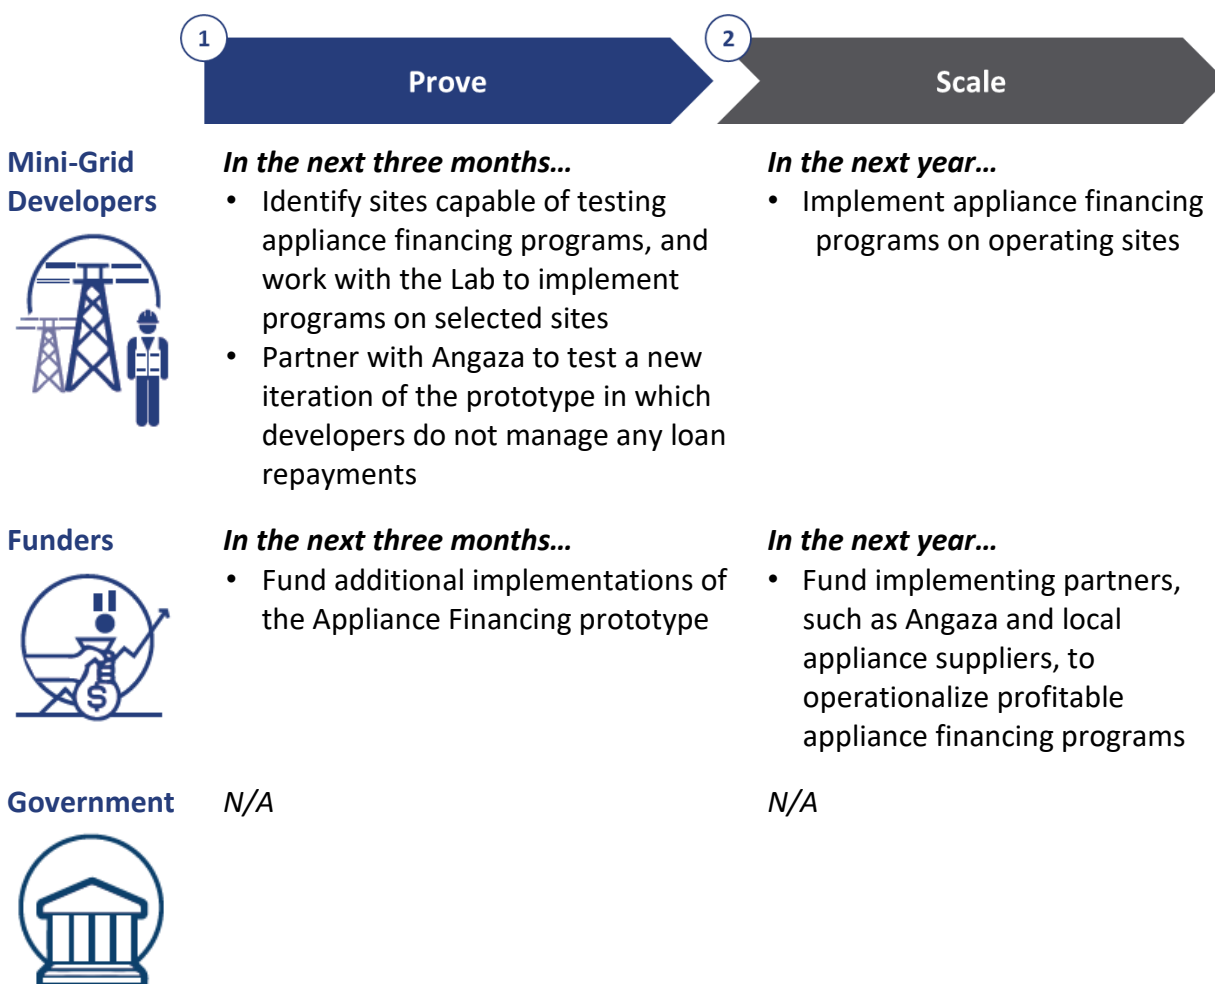 1
Prove
2
Scale
Mini-Grid
Developers
In the next three months...
• Identify sites capable of testing
appliance financing programs, and
work with the Lab to implement
programs on selected sites
• Partner with Angaza to test a new
iteration of the prototype in which
developers do not manage any loan
repayments
In the next year...
• Implement appliance financing
programs on operating sites
Funders
In the next three months...
• Fund additional implementations of
the Appliance Financing prototype
In the next year...
• Fund implementing partners,
such as Angaza and local
appliance suppliers, to
operationalize profitable
appliance financing programs
$
Government
N/A
N/A